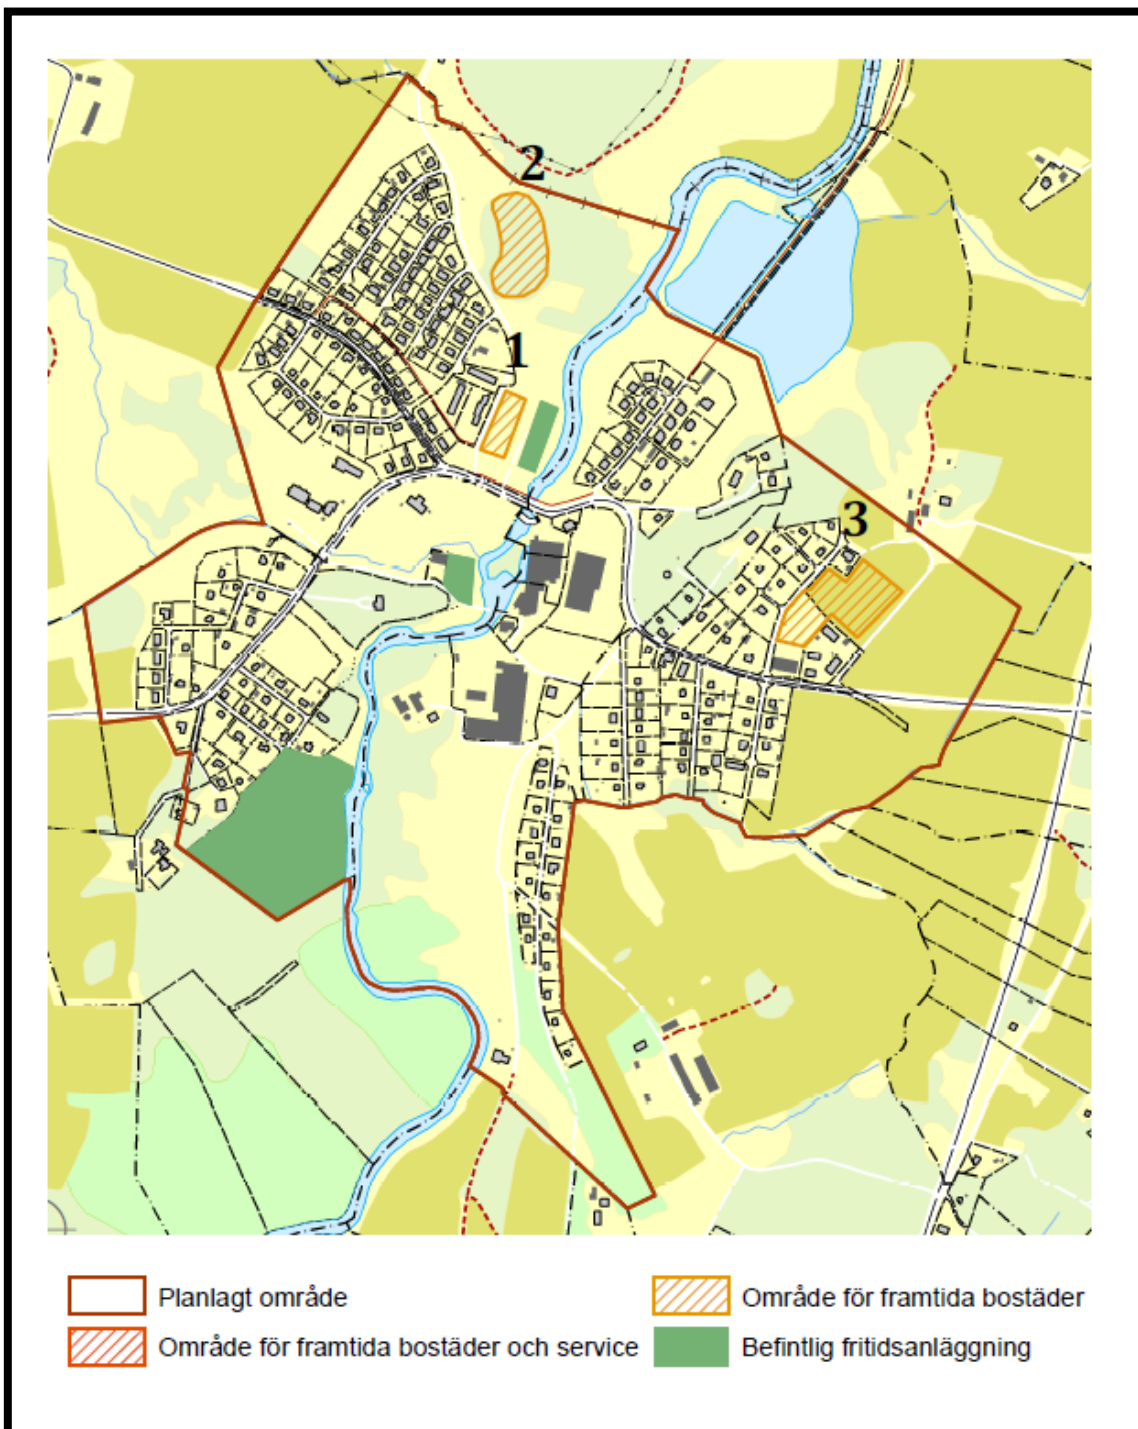 2
1
3
Planlagt område
Område för framtida bostäder
Område för framtida bostäder och service
Befintlig fritidsanläggning